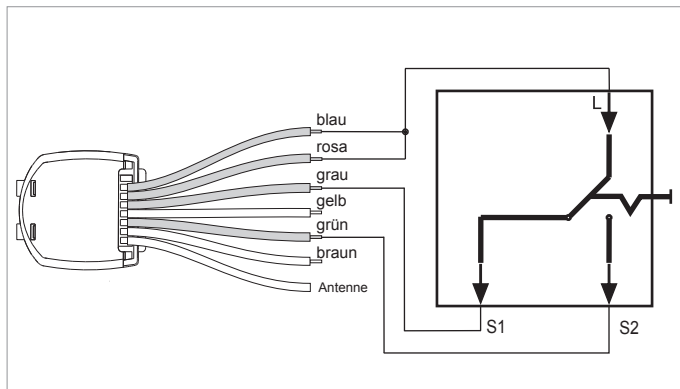 blau
rosa
grau
gelb
grün
braun
Antenne
L
S1
S2